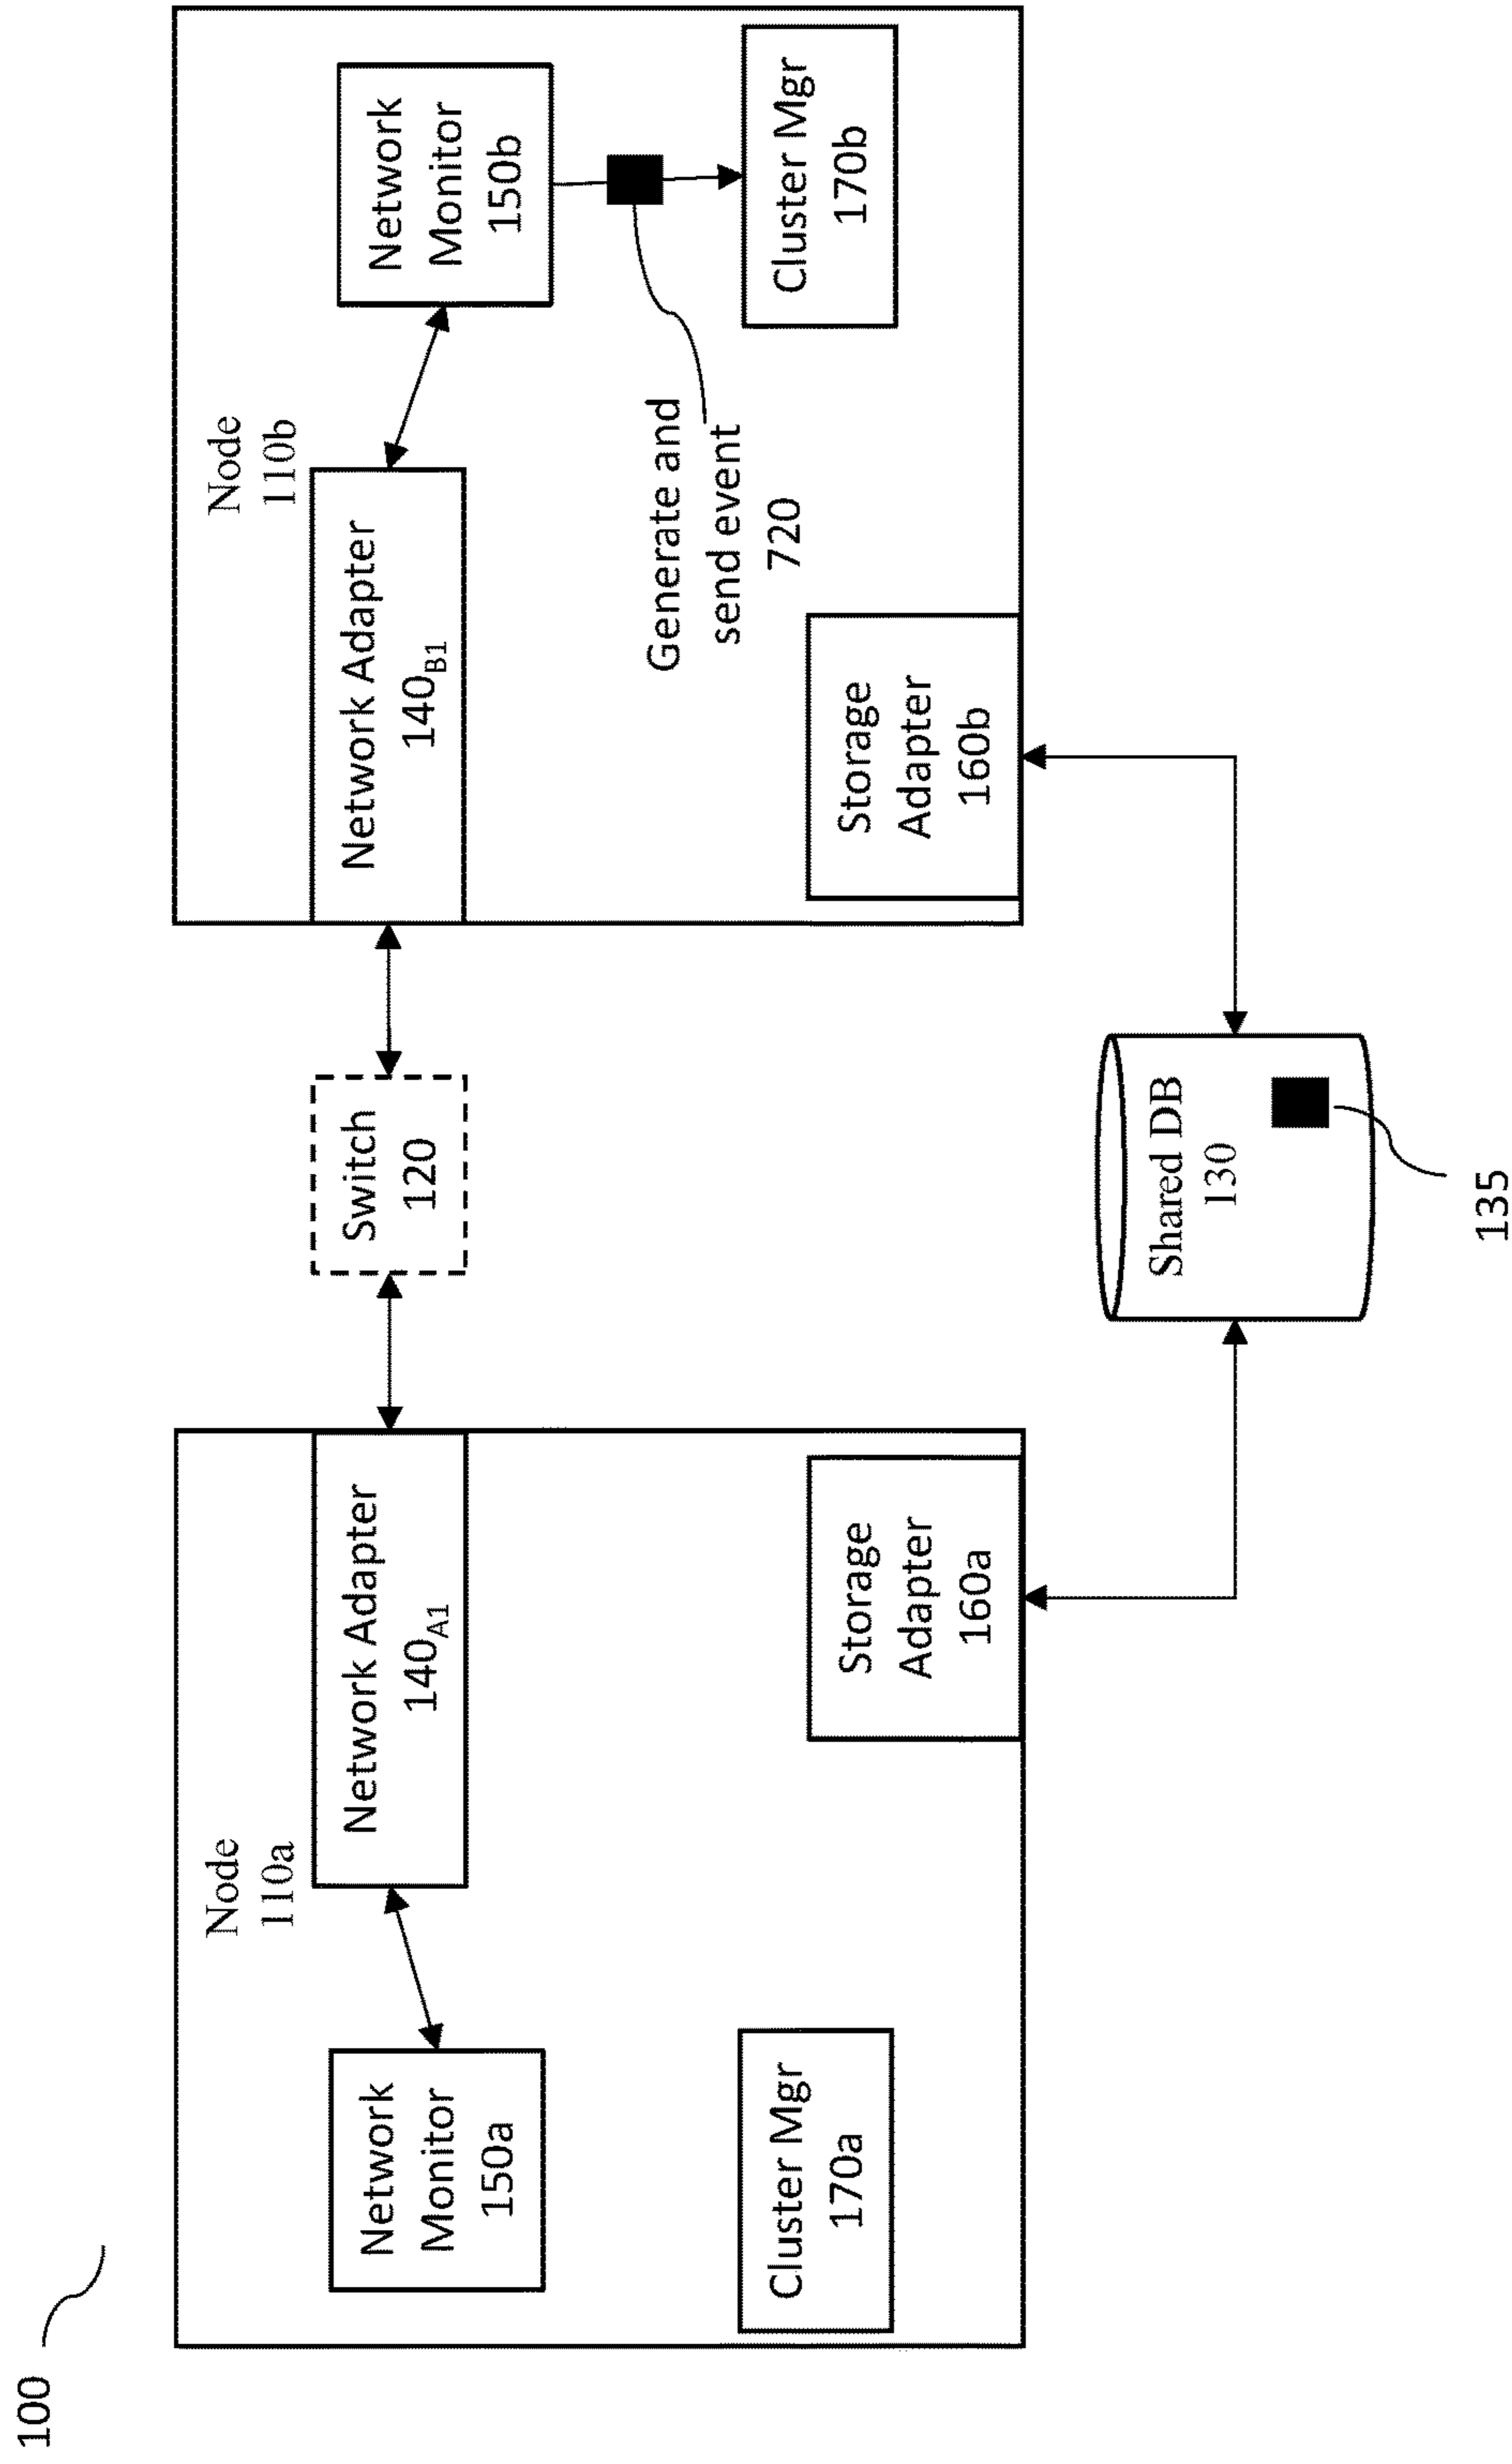 100
Node
110a
Network Monitor
150a
Network Adapter
140A1
Cluster Mgr
170a
Storage
Adapter
160a
Switch
120
Shared DB
130
135
Node
110b
Network Adapter
140B1
Network
Monitor
150b
Generate and
send event
720
Cluster Mgr
170b
Storage
Adapter
160b